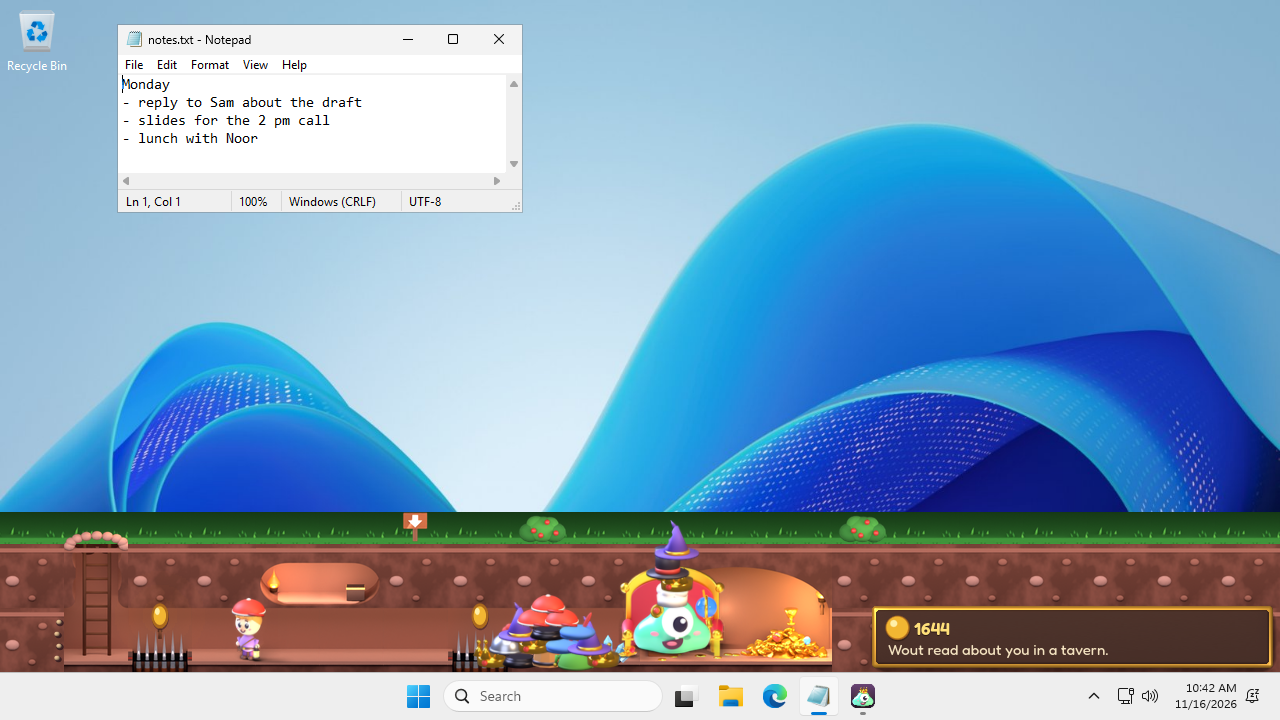 Recycle Bin
notes.txt - Notepad
File Edit Format View Help
Monday
- reply to Sam about the draft
- slides for the 2 pm call
- lunch with Noor
Ln 1, Col 1 100% Windows (CRLF) UTF-8
1644
Wout read about you in a tavern.
Search
10:42 AM
11/16/2026